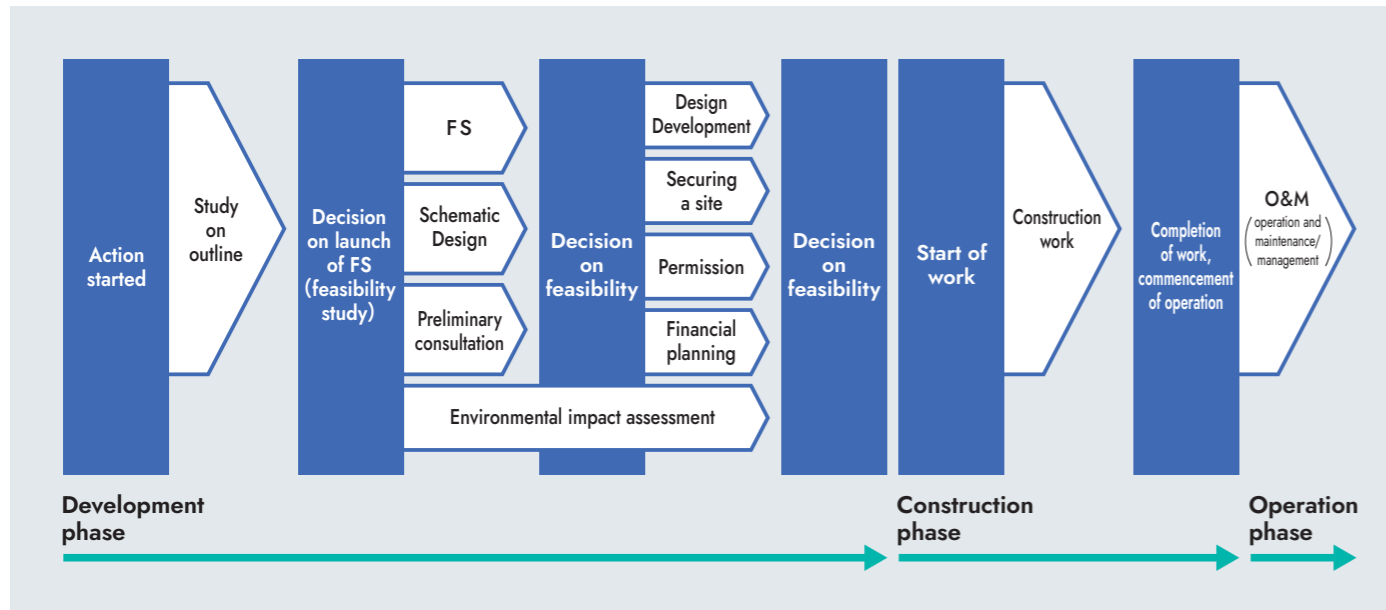 Action
started
Study
on
outline
Decision
on launch
of FS
(feasibility
study)
FS
Schematic
Design
Preliminary
consultation
Environmental impact assessment
Decision
on
feasibility
Design
Development
Securing
a site
Permission
Financial
planning
Decision
on
feasibility
Start of
work
Construction
work
Completion
of work,
commencement
of operation
O&M
(operation and
maintenance/
management)
Development
phase
Construction
phase
Operation
phase